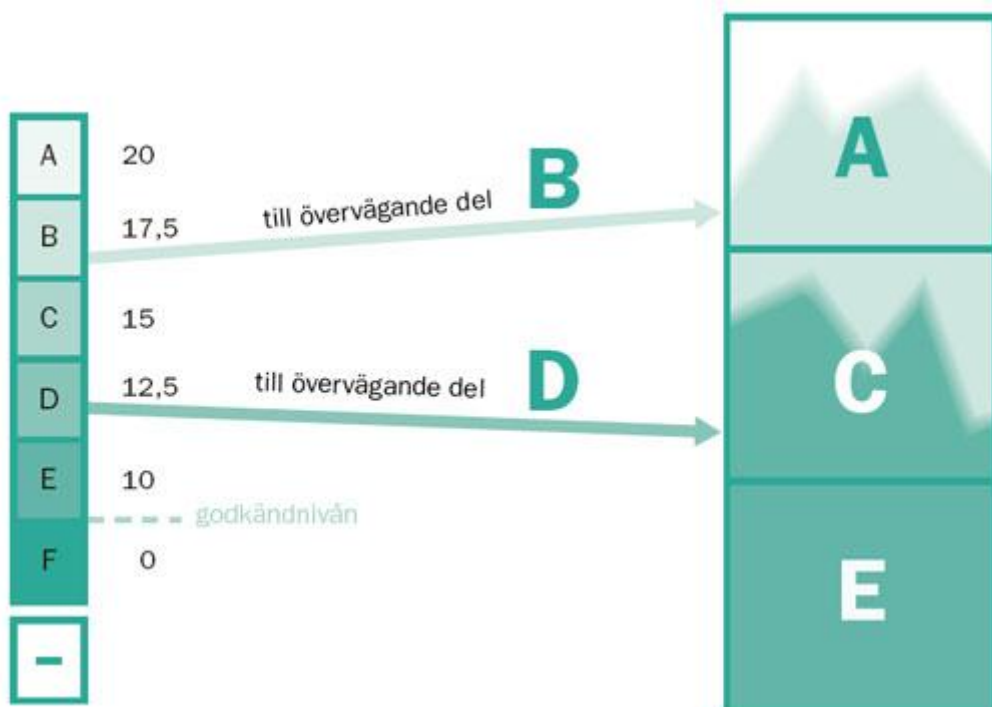 A 20
B 17,5
C 15
D 12,5
E 10
godkändnivån
F 0
–
till övervägande del B
till övervägande del D
A
C
E